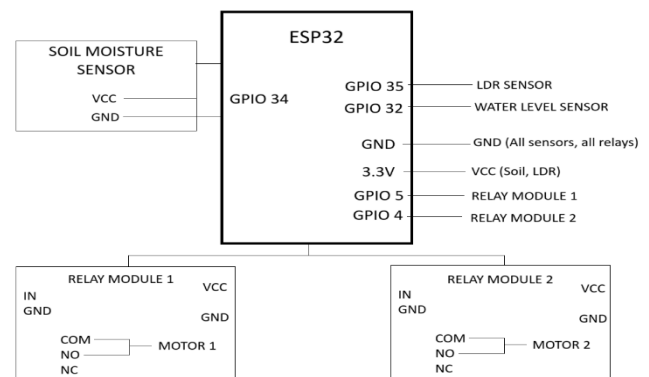 ESP32
SOIL MOISTURE
SENSOR
VCC
GND
GPIO 34
GPIO 35
LDR SENSOR
GPIO 32
WATER LEVEL SENSOR
GND
GND (All sensors, all relays)
3.3V
VCC (Soil, LDR)
GPIO 5
RELAY MODULE 1
GPIO 4
RELAY MODULE 2
RELAY MODULE 1
IN
VCC
GND
GND
COM
NO
MOTOR 1
NC
RELAY MODULE 2
IN
VCC
GND
GND
COM
NO
MOTOR 2
NC